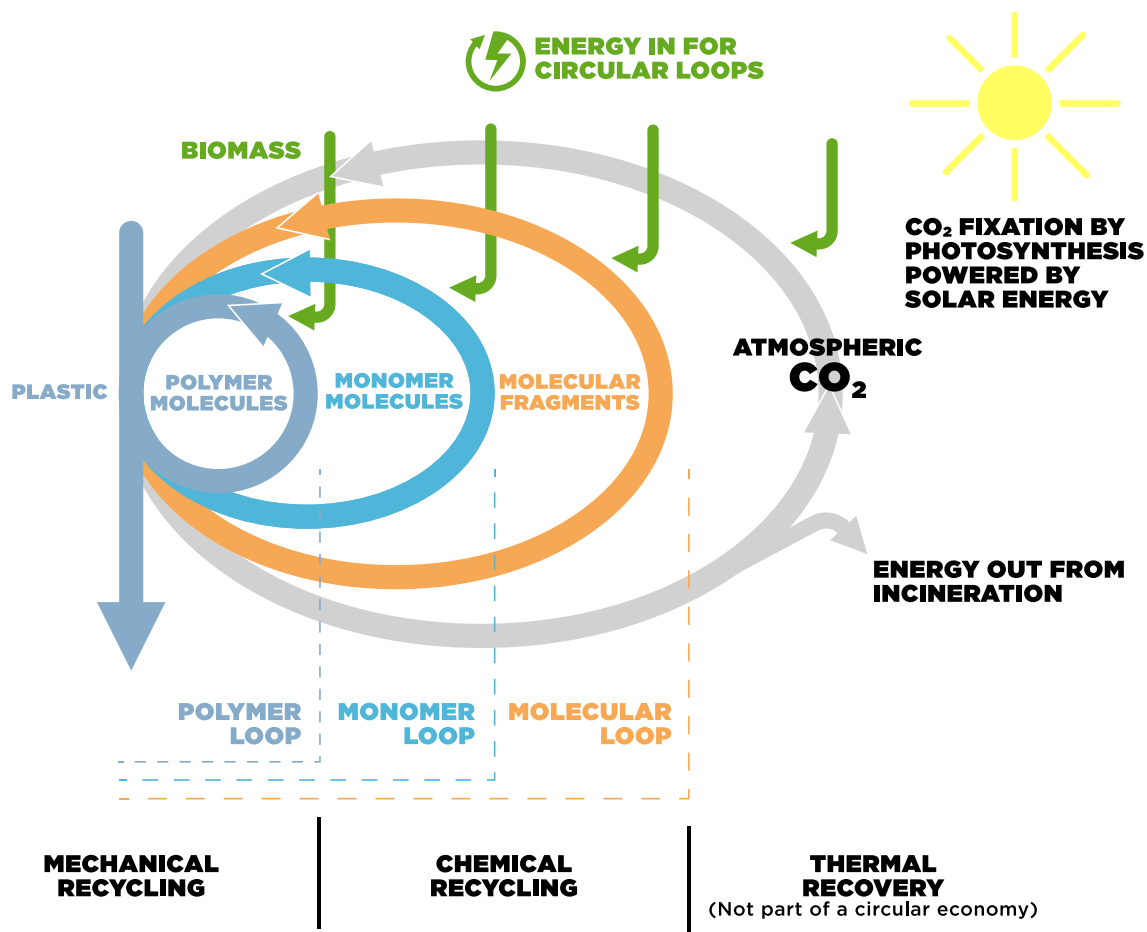 ENERGY IN FOR
CIRCULAR LOOPS
BIOMASS
CO₂ FIXATION BY
PHOTOSYNTHESIS
POWERED BY
SOLAR ENERGY
ATMOSPHERIC
CO₂
PLASTIC
POLYMER
MOLECULES
MONOMER
MOLECULES
MOLECULAR
FRAGMENTS
ENERGY OUT FROM
INCINERATION
POLYMER
LOOP
MONOMER
LOOP
MOLECULAR
LOOP
MECHANICAL
RECYCLING
CHEMICAL
RECYCLING
THERMAL
RECOVERY
(Not part of a circular economy)